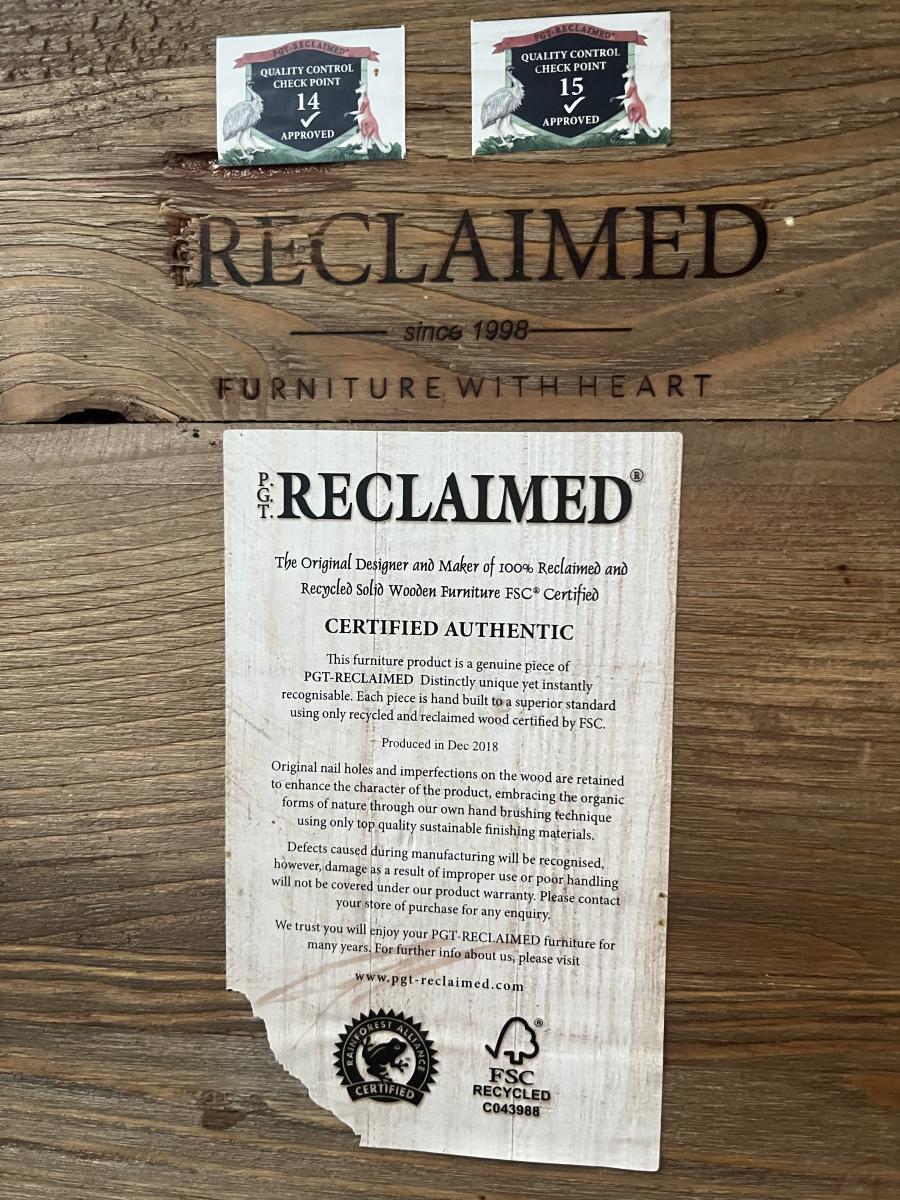 PGT-RECLAIMED™
QUALITY CONTROL
CHECK POINT
14
APPROVED
PGT-RECLAIMED™
QUALITY CONTROL
CHECK POINT
15
APPROVED
RECLAIMED
since 1998
FURNITURE WITH HEART
P.G.T. RECLAIMED®
The Original Designer and Maker of 100% Reclaimed and
Recycled Solid Wooden Furniture FSC® Certified
CERTIFIED AUTHENTIC
This furniture product is a genuine piece of
PGT-RECLAIMED Distinctly unique yet instantly
recognisable. Each piece is hand built to a superior standard
using only recycled and reclaimed wood certified by FSC.
Produced in Dec 2018
Original nail holes and imperfections on the wood are retained
to enhance the character of the product, embracing the organic
forms of nature through our own hand brushing technique
using only top quality sustainable finishing materials.
Defects caused during manufacturing will be recognised,
however, damage as a result of improper use or poor handling
will not be covered under our product warranty. Please contact
your store of purchase for any enquiry.
We trust you will enjoy your PGT-RECLAIMED furniture for
many years. For further info about us, please visit
www.pgt-reclaimed.com
RAINFOREST ALLIANCE
CERTIFIED
®
FSC
RECYCLED
C043988